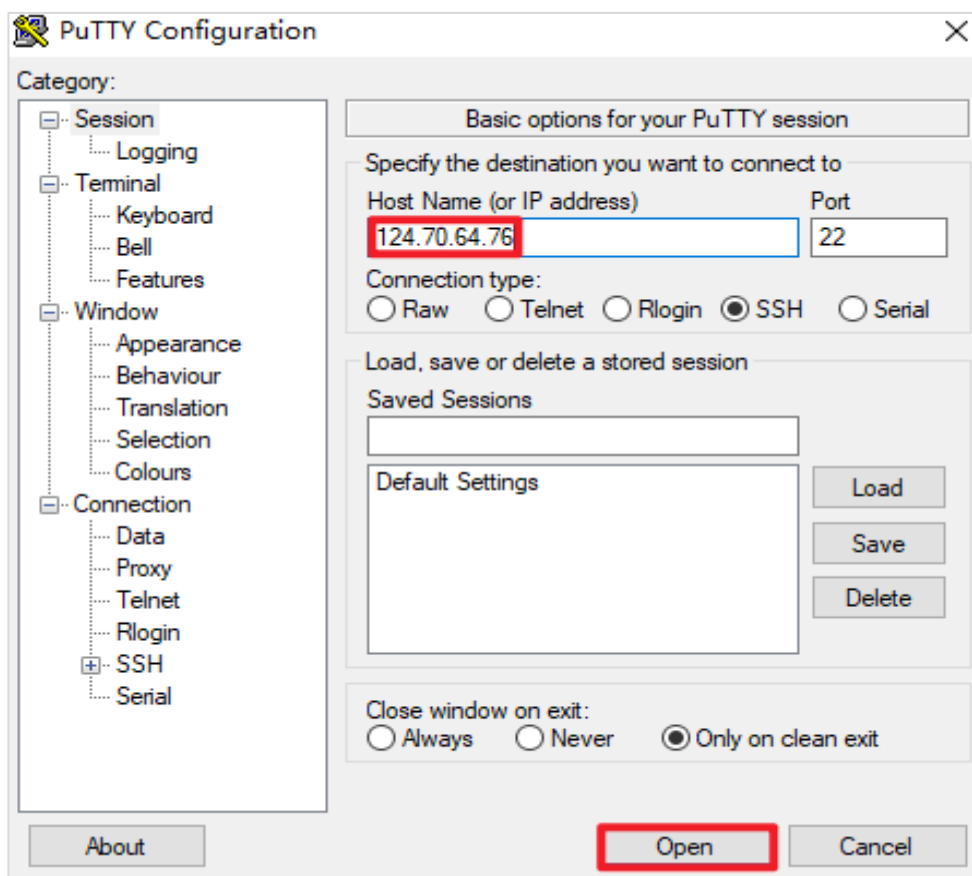 PuTTY Configuration
Category:
Session
Logging
Terminal
Keyboard
Bell
Features
Window
Appearance
Behaviour
Translation
Selection
Colours
Connection
Data
Proxy
Telnet
Rlogin
SSH
Serial
Basic options for your PuTTY session
Specify the destination you want to connect to
Host Name (or IP address) Port
124.70.64.76 22
Connection type:
Raw Telnet Rlogin SSH Serial
Load, save or delete a stored session
Saved Sessions
Default Settings
Load
Save
Delete
Close window on exit:
Always Never Only on clean exit
About Open Cancel